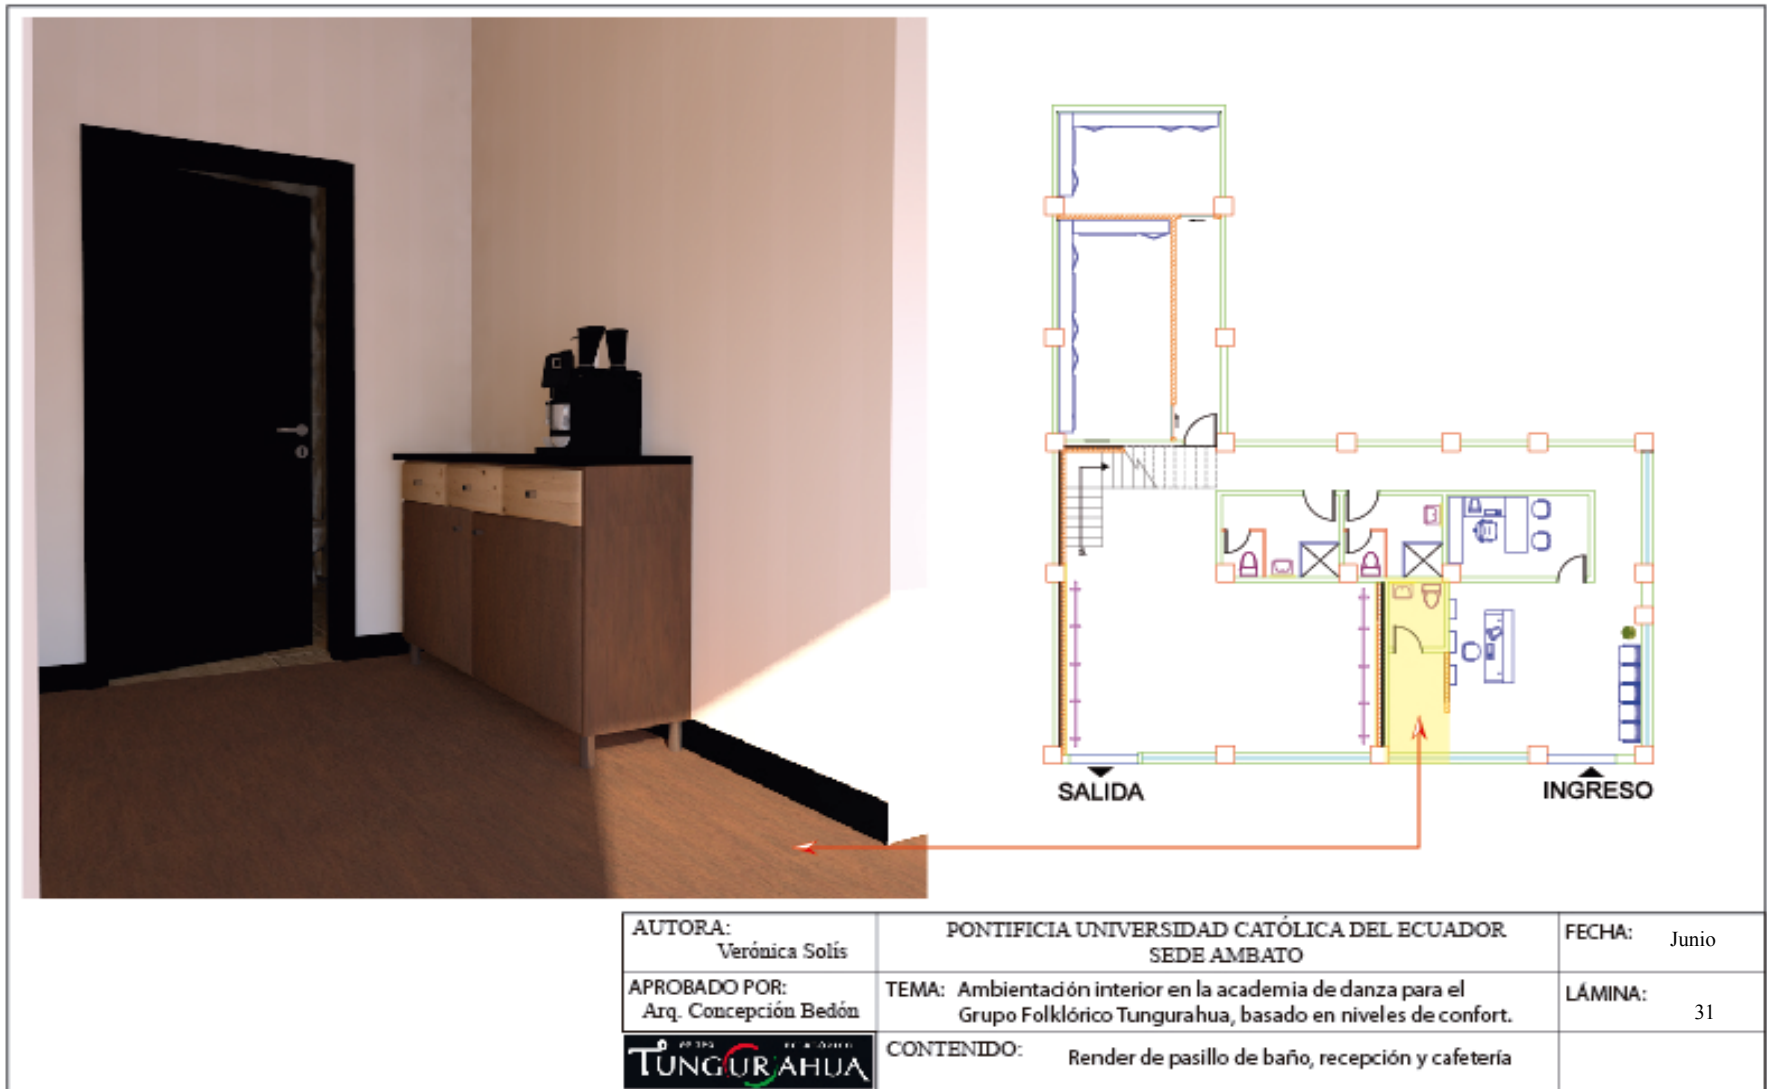 SALIDA
INGRESO
AUTORA:
Verónica Solís
PONTIFICIA UNIVERSIDAD CATÓLICA DEL ECUADOR
SEDE AMBATO
FECHA: Junio
APROBADO POR:
Arq. Concepción Bedón
TEMA: Ambientación interior en la academia de danza para el
Grupo Folklórico Tungurahua, basado en niveles de confort.
LÁMINA: 31
TUNGURAHUA
CONTENIDO: Render de pasillo de baño, recepción y cafetería